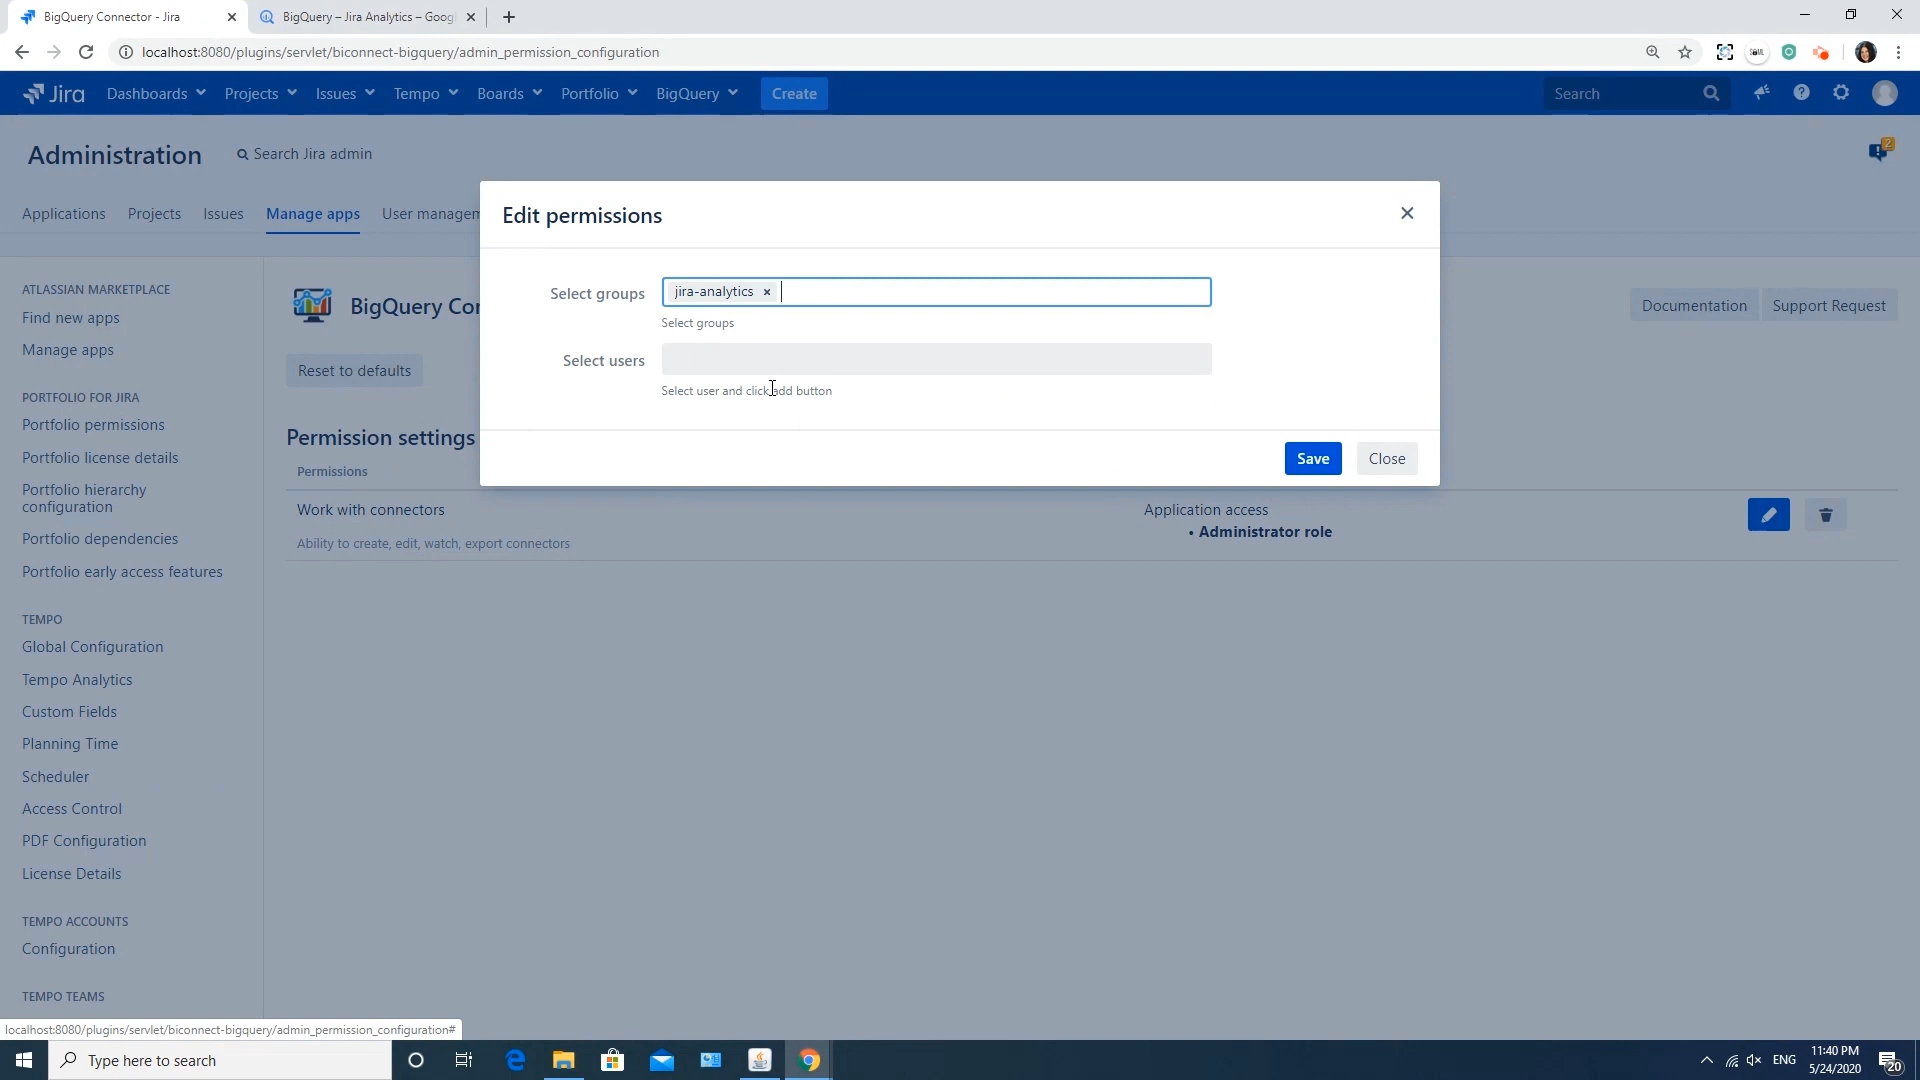 BigQuery Connector - Jira
BigQuery – Jira Analytics – Goog
localhost:8080/plugins/servlet/biconnect-bigquery/admin_permission_configuration
Jira
Dashboards
Projects
Issues
Tempo
Boards
Portfolio
BigQuery
Create
Search
Administration
Search Jira admin
2
Applications
Projects
Issues
Manage apps
User managem
Edit permissions
Select groups
jira-analytics
Select groups
Select users
Select user and click add button
Save
Close
ATLASSIAN MARKETPLACE
Find new apps
Manage apps
PORTFOLIO FOR JIRA
Portfolio permissions
Portfolio license details
Portfolio hierarchy
configuration
Portfolio dependencies
Portfolio early access features
TEMPO
Global Configuration
Tempo Analytics
Custom Fields
Planning Time
Scheduler
Access Control
PDF Configuration
License Details
TEMPO ACCOUNTS
Configuration
TEMPO TEAMS
BigQuery Con
Documentation
Support Request
Reset to defaults
Permission settings
Permissions
Work with connectors
Ability to create, edit, watch, export connectors
Application access
• Administrator role
localhost:8080/plugins/servlet/biconnect-bigquery/admin_permission_configuration#
Type here to search
ENG
11:40 PM
5/24/2020
20